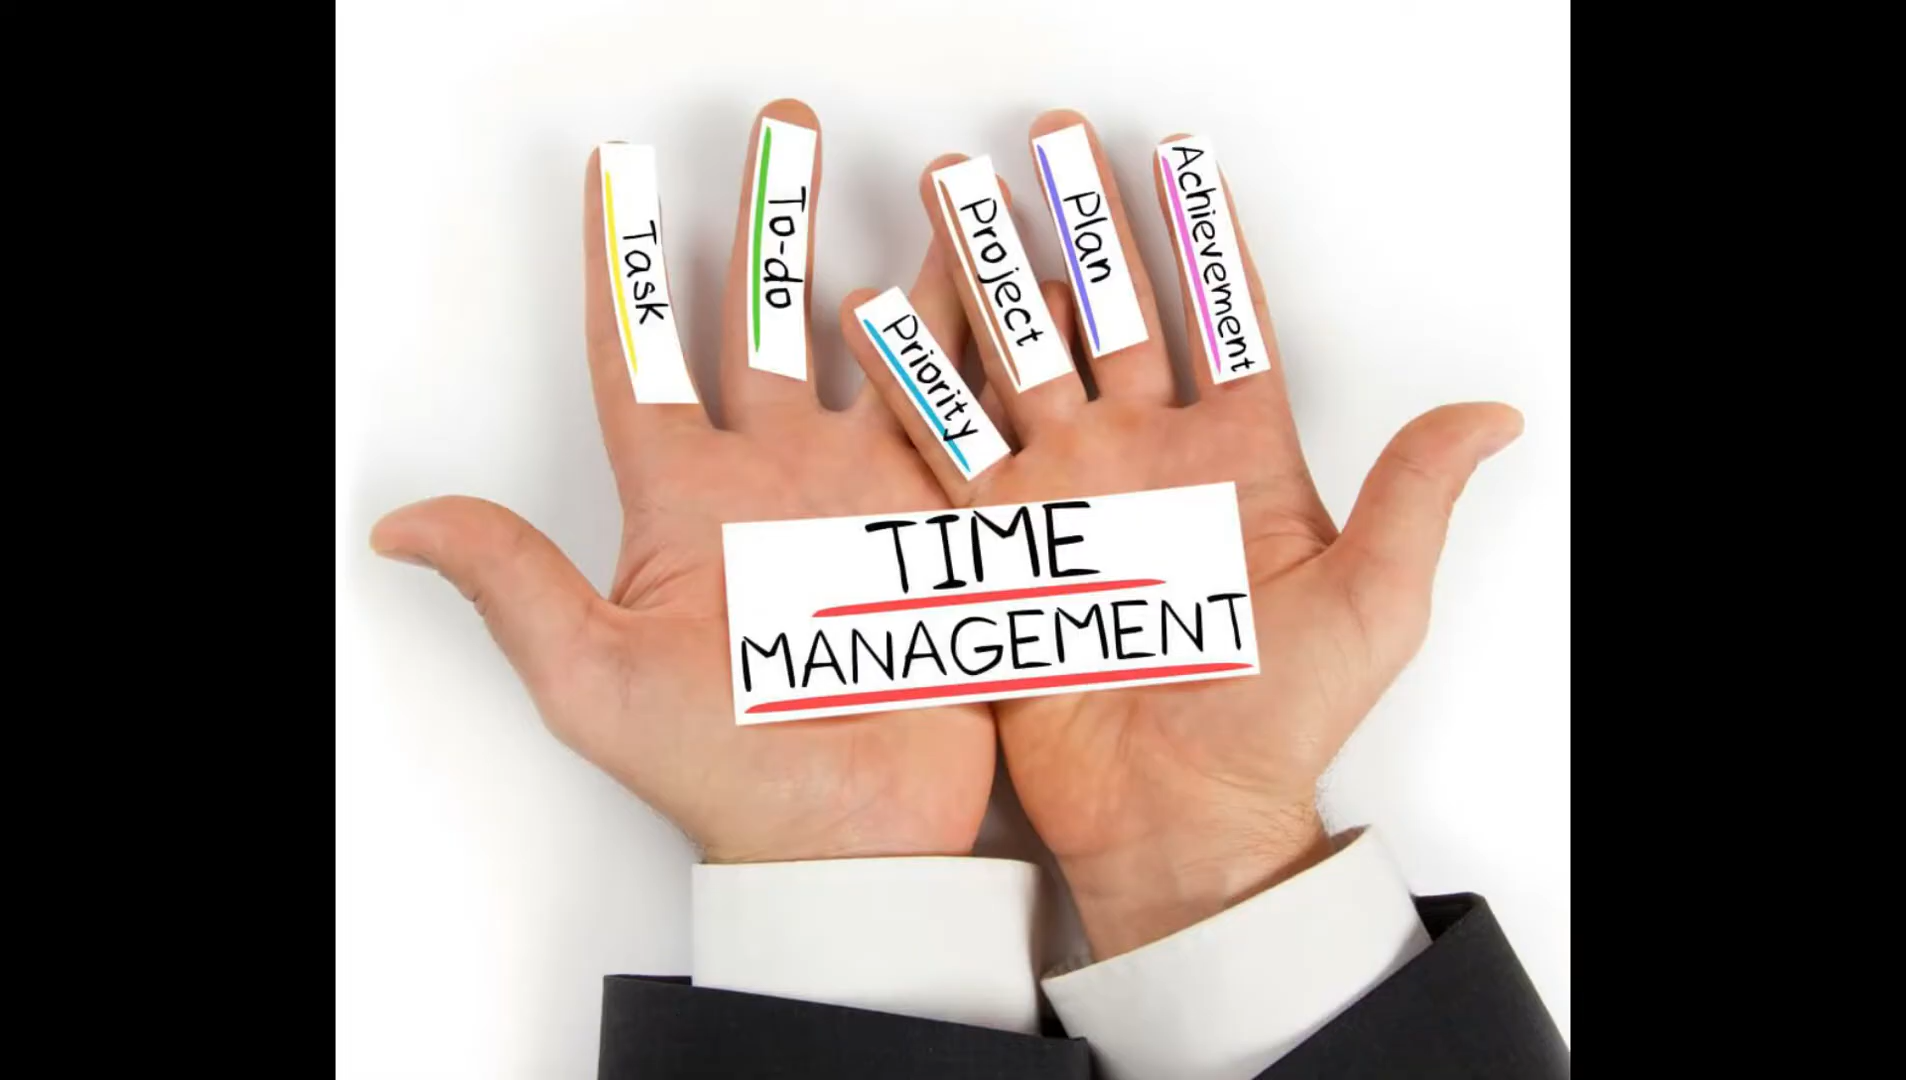 Task
To-do
Priority
Project
Plan
Achievement
TIME
MANAGEMENT